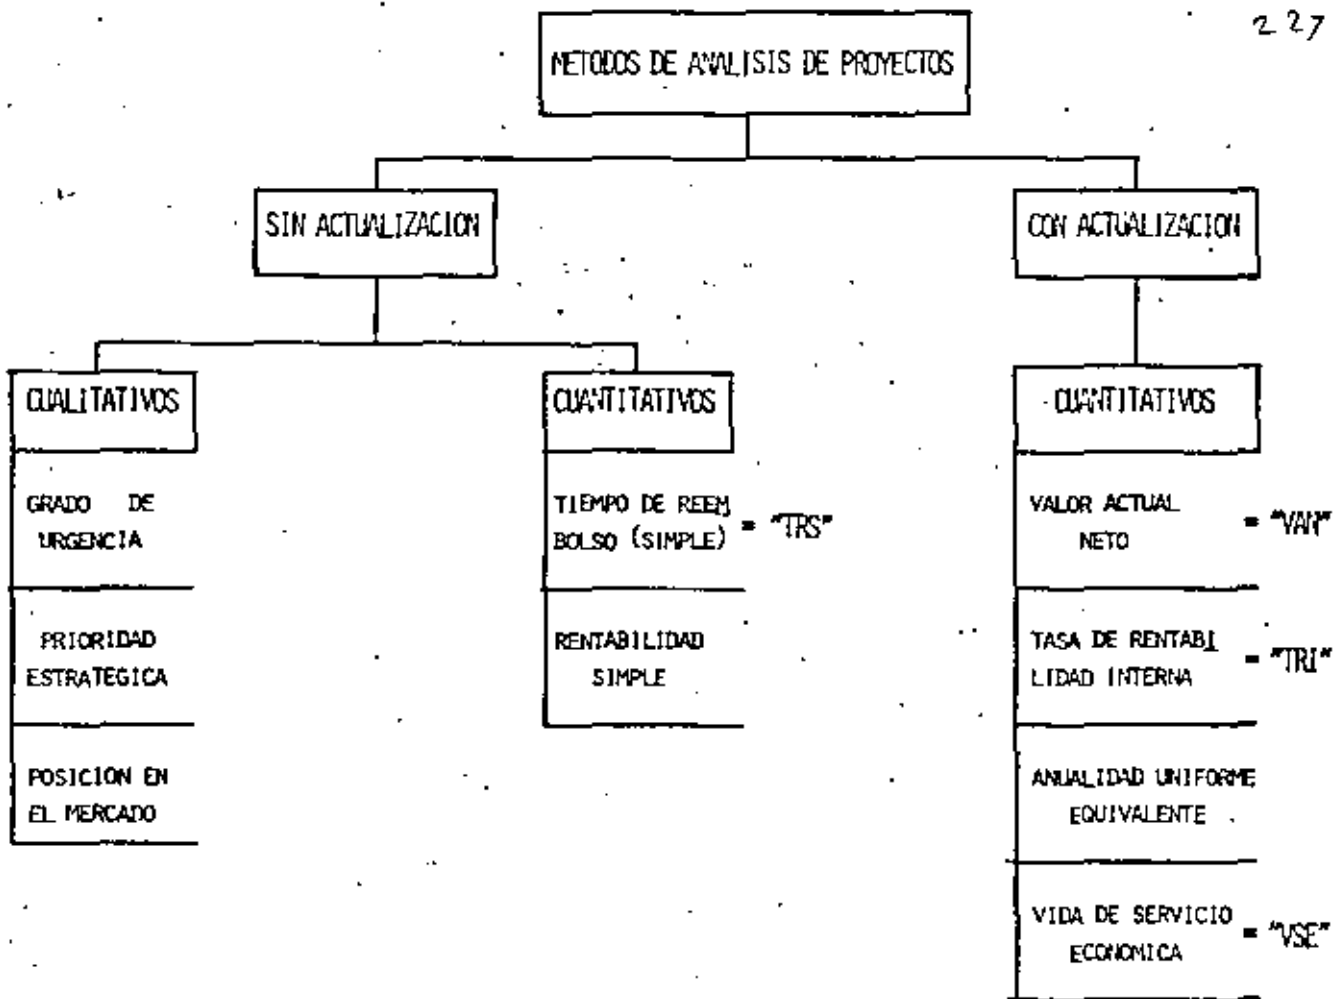 227
METODOS DE ANALISIS DE PROYECTOS
SIN ACTUALIZACION
CON ACTUALIZACION
CUALITATIVOS
GRADO DE
URGENCIA
PRIORIDAD
ESTRATEGICA
POSICION EN
EL MERCADO
CUANTITATIVOS
TIEMPO DE REEM
BOLSO (SIMPLE) = "TRS"
RENTABILIDAD
SIMPLE
CUANTITATIVOS
VALOR ACTUAL
NETO = "VAN"
TASA DE RENTABI
LIDAD INTERNA = "TRI"
ANUALIDAD UNIFORME
EQUIVALENTE
VIDA DE SERVICIO
ECONOMICA = "VSE"